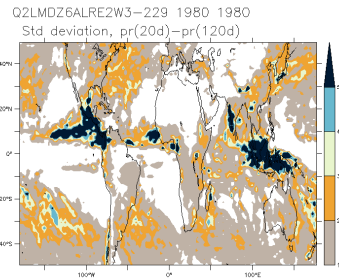 Q2LMDZ6ALRE2W3-229 1980 1980
Std deviation, pr(20d)-pr(120d)
40°N
20°N
0°
20°S
40°S
100°W
0°
100°E
5
4
3
2
1